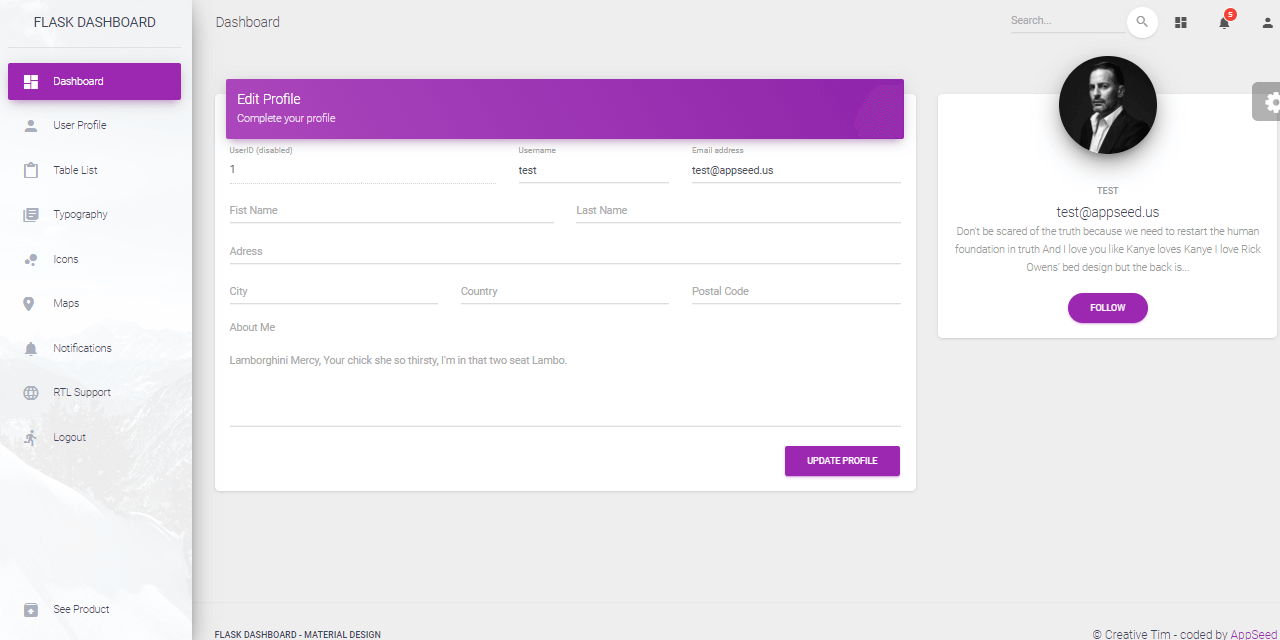 FLASK DASHBOARD
Dashboard
User Profile
Table List
Typography
Icons
Maps
Notifications
RTL Support
Logout
See Product
Dashboard
Search...
5
Edit Profile
Complete your profile
UserID (disabled)
1
Username
test
Email address
test@appseed.us
Fist Name
Last Name
Adress
City
Country
Postal Code
About Me
Lamborghini Mercy, Your chick she so thirsty, I'm in that two seat Lambo.
UPDATE PROFILE
TEST
test@appseed.us
Don't be scared of the truth because we need to restart the human
foundation in truth And I love you like Kanye loves Kanye I love Rick
Owens' bed design but the back is...
FOLLOW
FLASK DASHBOARD - MATERIAL DESIGN
© Creative Tim - coded by AppSeed